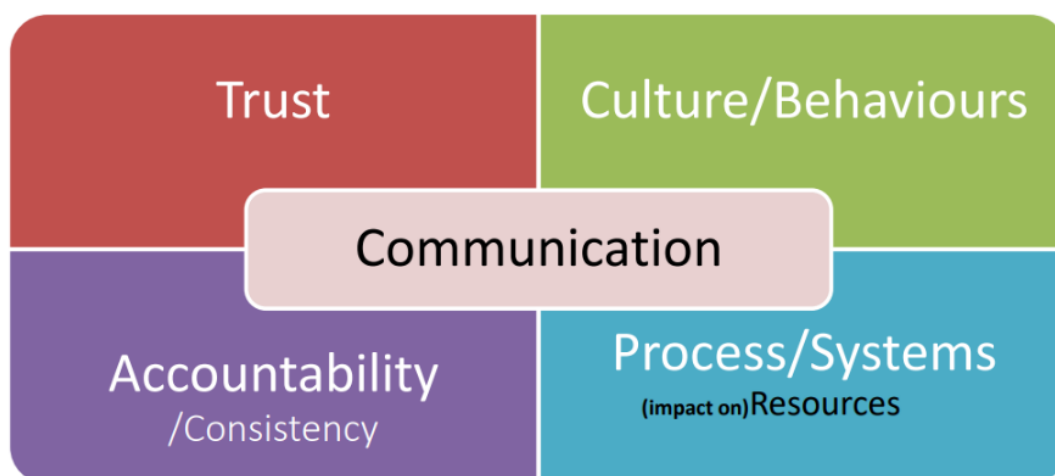 Trust
Culture/Behaviours
Communication
Accountability
/Consistency
Process/Systems
(impact on)Resources